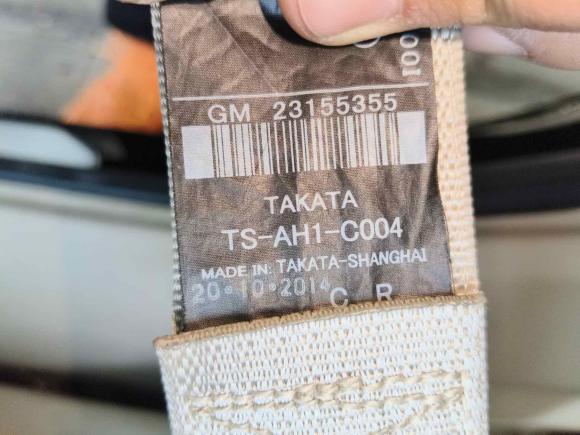 GM 23155355
TAKATA
TS-AH1-C004
MADE IN: TAKATA-SHANGHAI
20·10·2014 C R